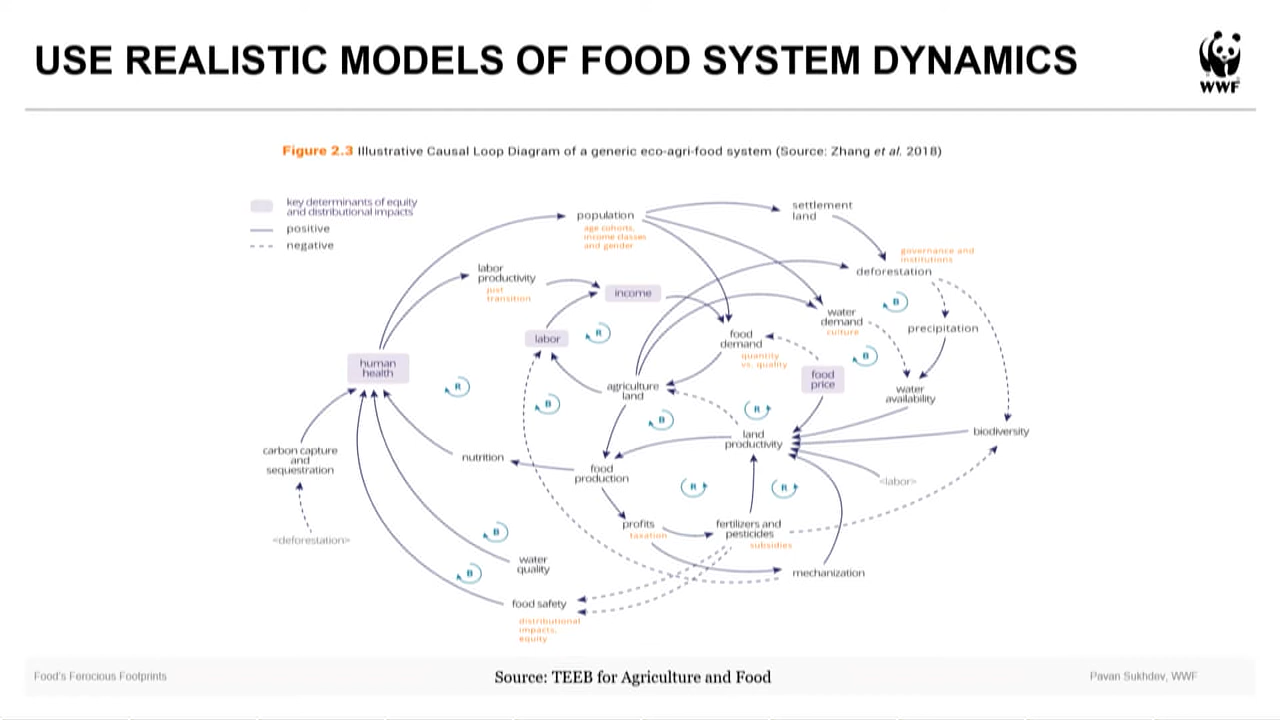 USE REALISTIC MODELS OF FOOD SYSTEM DYNAMICS
WWF
Figure 2.3 Illustrative Causal Loop Diagram of a generic eco-agri-food system (Source: Zhang et al. 2018)
key determinants of equity
and distributional impacts
positive
negative
population
age cohorts,
income classes
and gender
settlement
land
governance and
institutions
deforestation
labor
productivity
just
transition
income
labor
R
B
water
demand
culture
precipitation
food
demand
quantity
vs. quality
B
food
price
human
health
R
agriculture
land
water
availability
B
B
R
land
productivity
biodiversity
carbon capture
and
sequestration
nutrition
food
production
R
R
<labor>
profits
taxation
fertilizers and
pesticides
subsidies
<deforestation>
B
water
quality
B
mechanization
food safety
distributional
impacts,
equity
Food's Ferocious Footprints
Source: TEEB for Agriculture and Food
Pavan Sukhdev, WWF